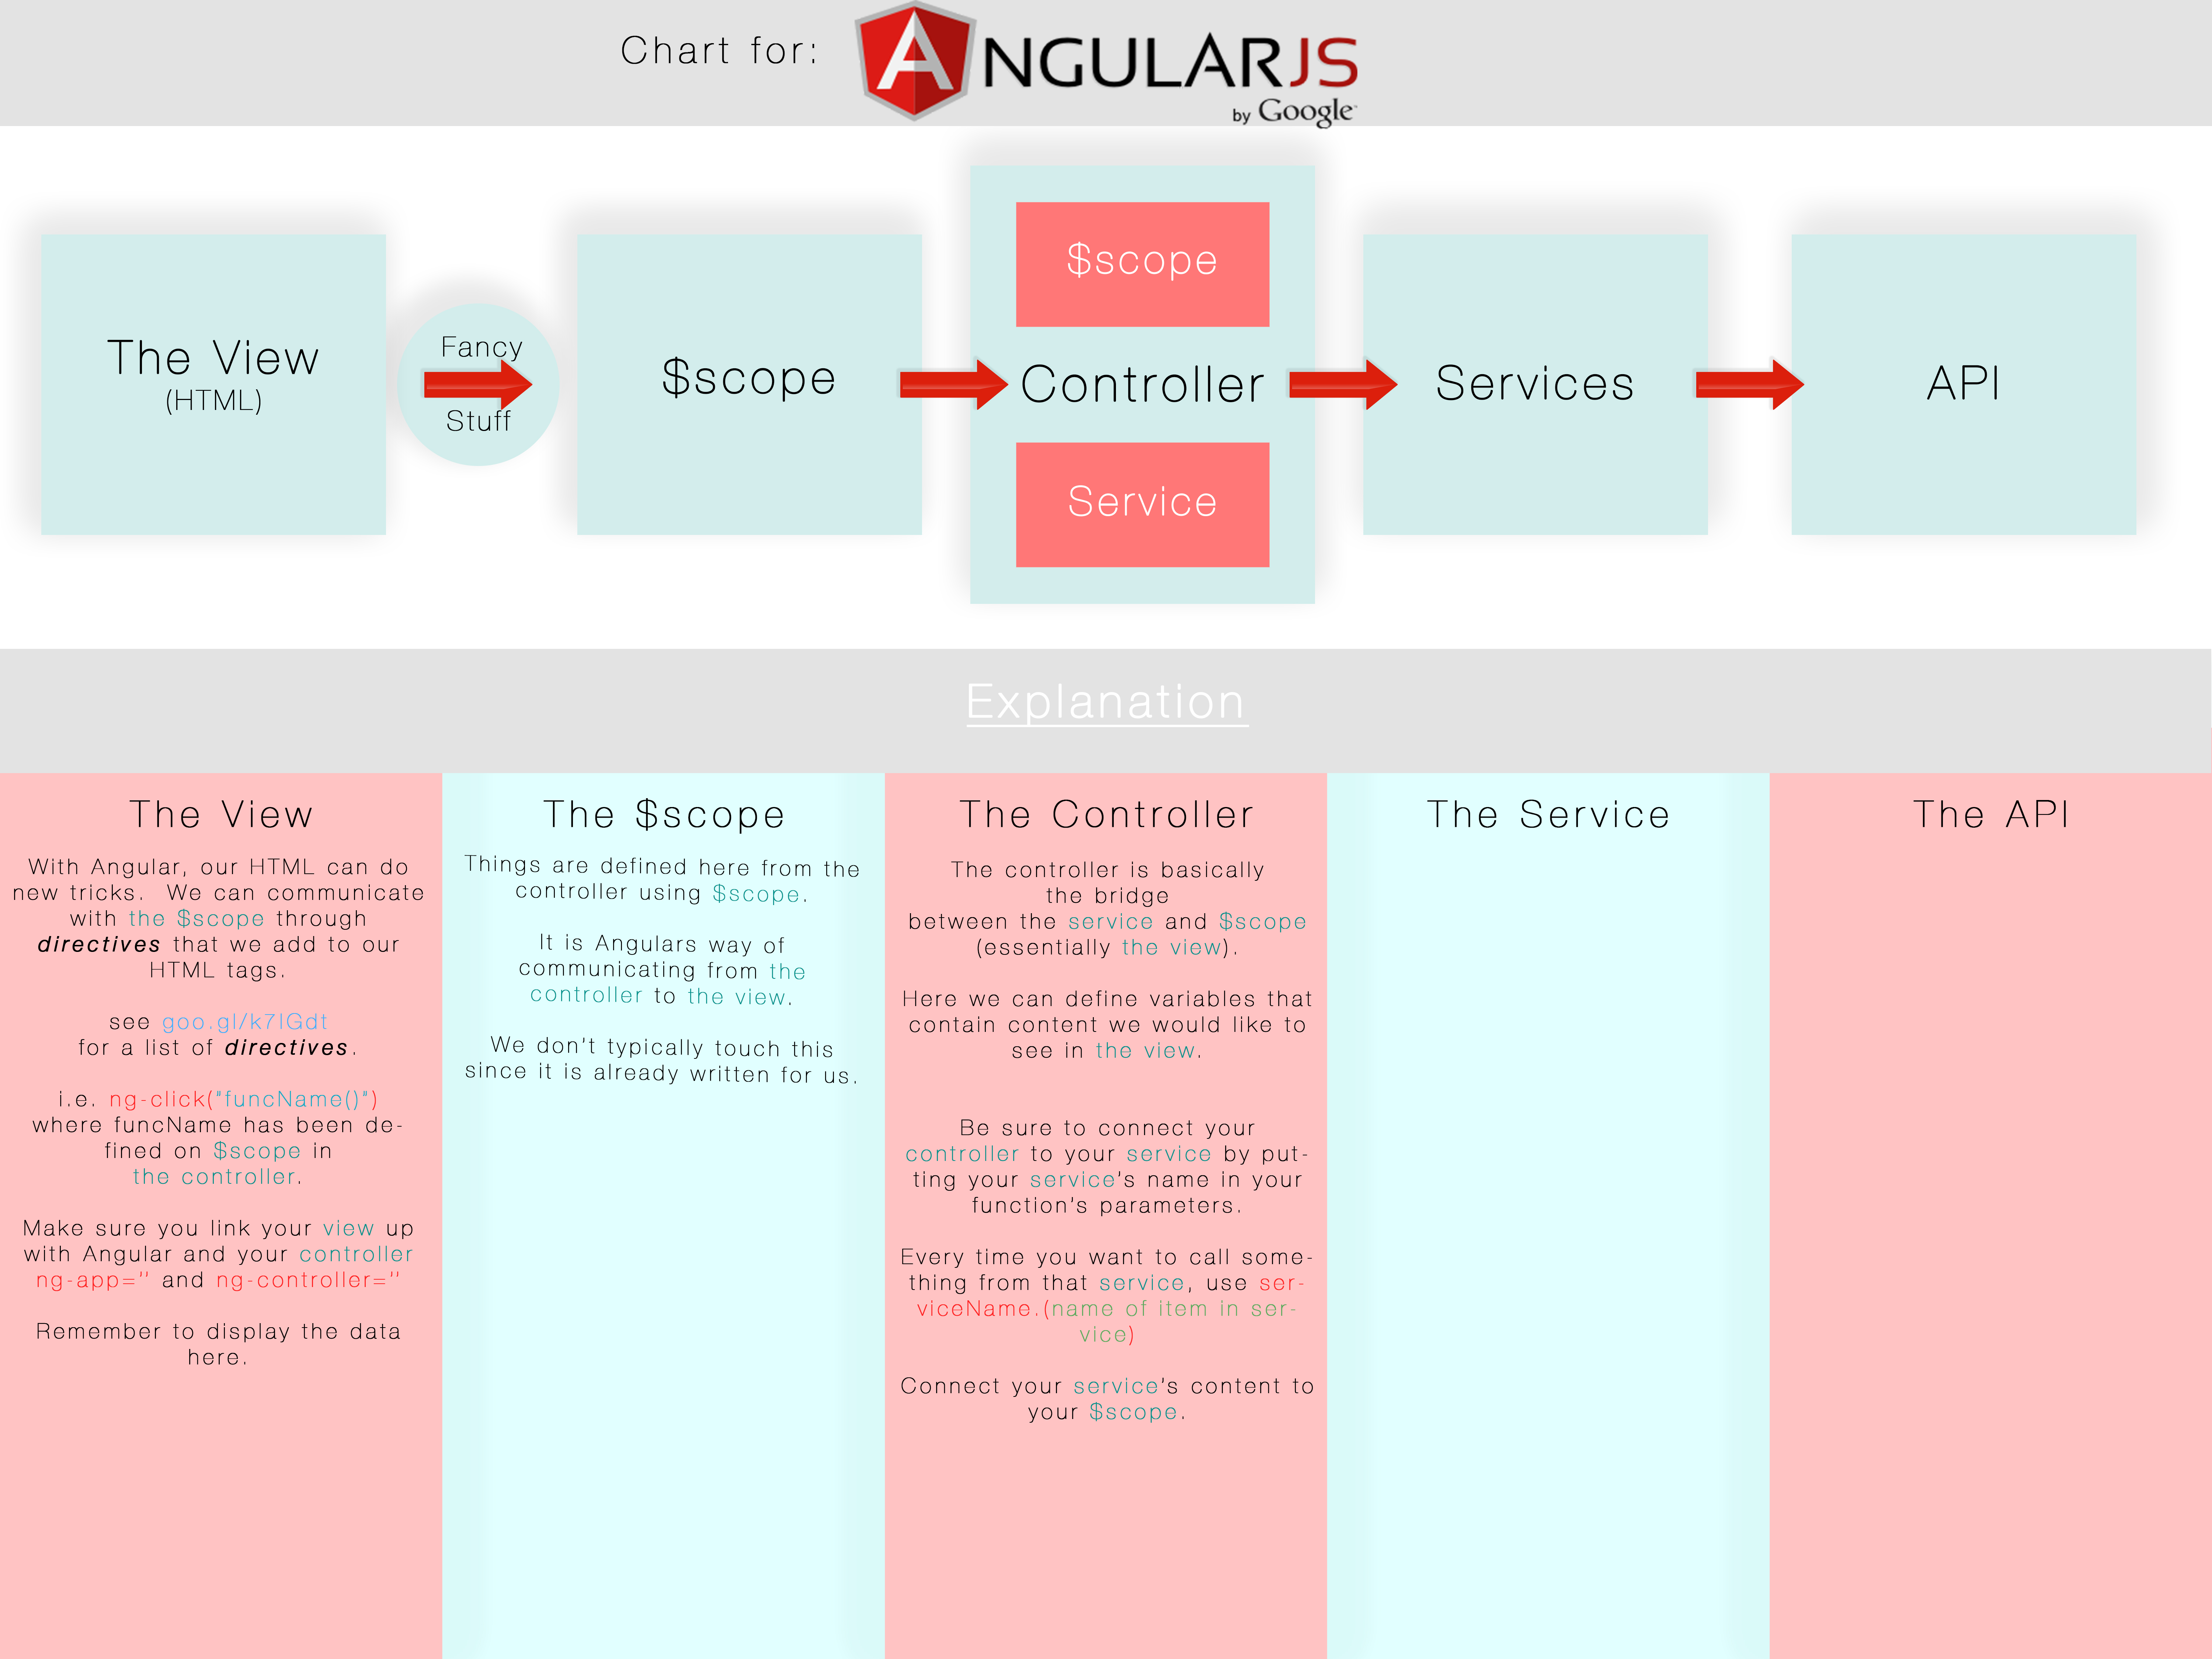 Chart for:
ANGULARJS
by Google
The View
(HTML)
Fancy
Stuff
$scope
$scope
Controller
Service
Services
API
Explanation
The View
With Angular, our HTML can do
new tricks. We can communicate
with the $scope through
directives that we add to our
HTML tags.
see goo.gl/k7lGdt
for a list of directives.
i.e. ng-click("funcName()")
where funcName has been de-
fined on $scope in
the controller.
Make sure you link your view up
with Angular and your controller
ng-app='' and ng-controller=''
Remember to display the data
here.
The $scope
Things are defined here from the
controller using $scope.
It is Angulars way of
communicating from the
controller to the view.
We don't typically touch this
since it is already written for us.
The Controller
The controller is basically
the bridge
between the service and $scope
(essentially the view).
Here we can define variables that
contain content we would like to
see in the view.
Be sure to connect your
controller to your service by put-
ting your service's name in your
function's parameters.
Every time you want to call some-
thing from that service, use ser-
viceName.(name of item in ser-
vice)
Connect your service's content to
your $scope.
The Service
The API